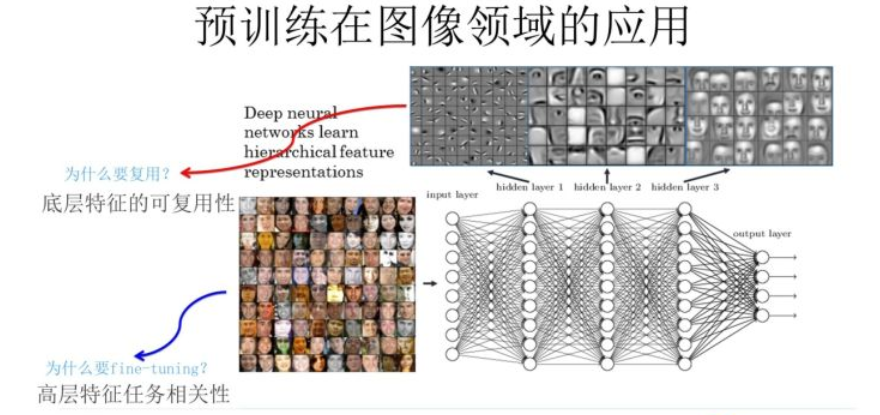 预训练在图像领域的应用
Deep neural
networks learn
hierarchical feature
representations
为什么要复用?
底层特征的可复用性
hidden layer 1 hidden layer 2 hidden layer 3
input layer
output layer
为什么要fine-tuning?
高层特征任务相关性